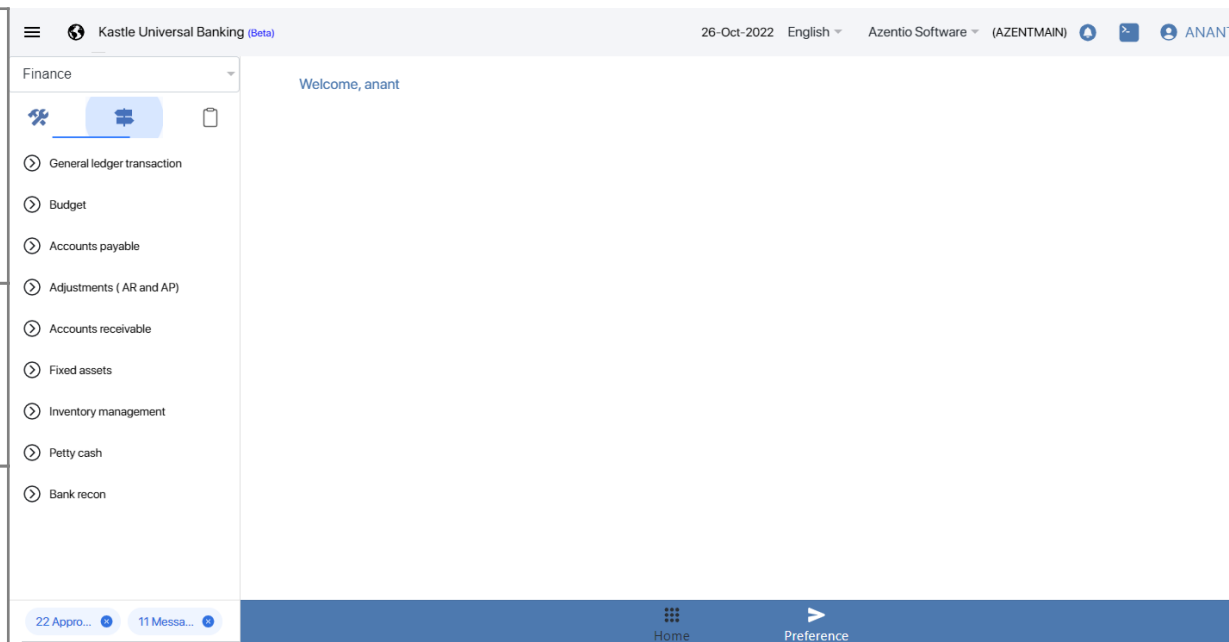 Kastle Universal Banking (Beta) 26-Oct-2022 English Azentio Software (AZENTMAIN) ANANT
Finance
Welcome, anant
General ledger transaction
Budget
Accounts payable
Adjustments ( AR and AP)
Accounts receivable
Fixed assets
Inventory management
Petty cash
Bank recon
22 Appro... 11 Messa...
Home Preference